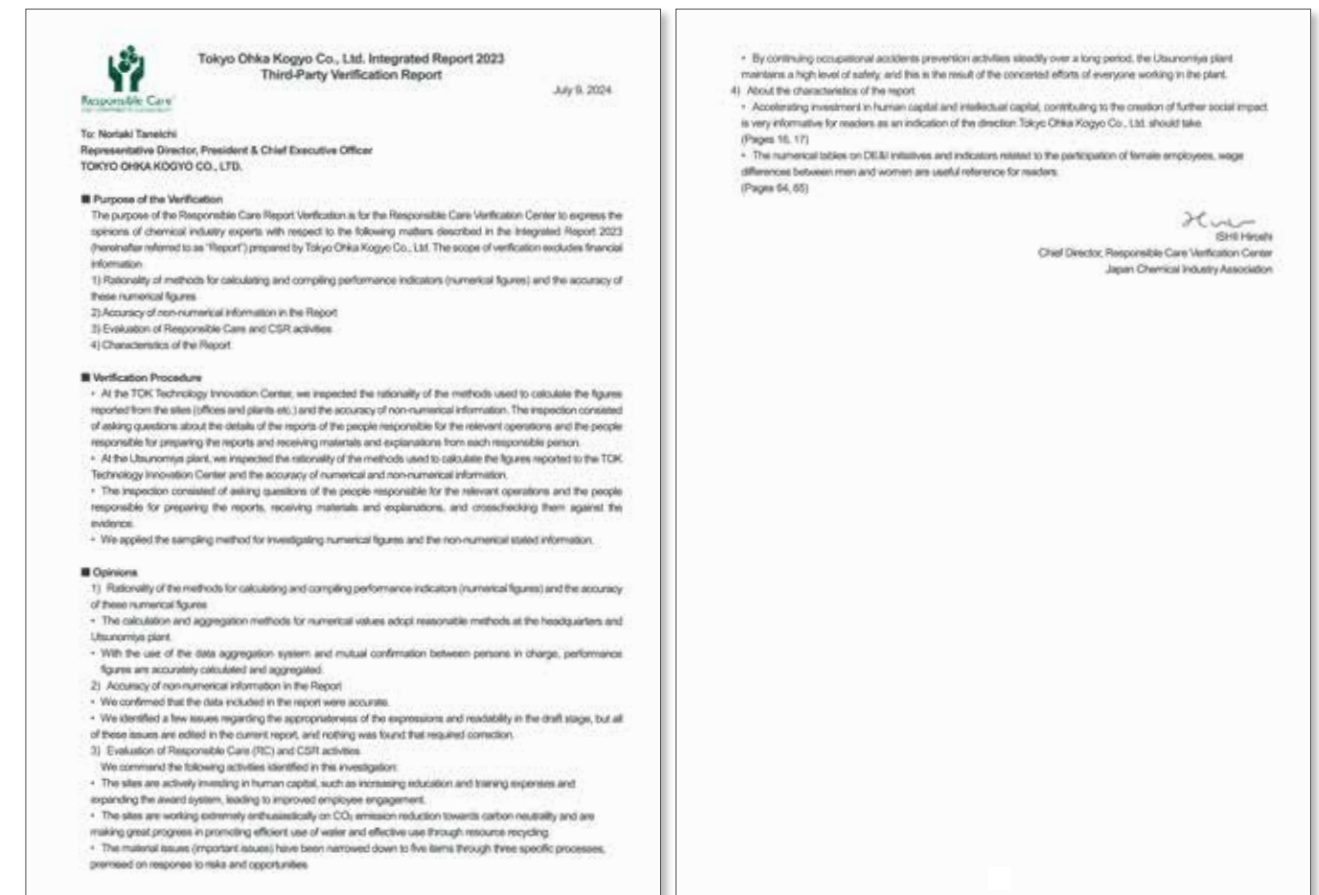 Tokyo Ohka Kogyo Co., Ltd. Integrated Report 2023
Third-Party Verification Report
July 9, 2024
Responsible Care
To: Noriaki Taneichi
Representative Director, President & Chief Executive Officer
TOKYO OHKA KOGYO CO., LTD.
■ Purpose of the Verification
The purpose of the Responsible Care Report Verification is for the Responsible Care Verification Center to express the
opinions of chemical industry experts with respect to the following matters described in the Integrated Report 2023
(hereinafter referred to as "Report") prepared by Tokyo Ohka Kogyo Co., Ltd. The scope of verification excludes financial
information.
1) Rationality of methods for calculating and compiling performance indicators (numerical figures) and the accuracy of
these numerical figures
2) Accuracy of non-numerical information in the Report
3) Evaluation of Responsible Care and CSR activities
4) Characteristics of the Report
■ Verification Procedure
・ At the TOK Technology Innovation Center, we inspected the rationality of the methods used to calculate the figures
reported from the sites (offices and plants etc.) and the accuracy of non-numerical information. The inspection consisted
of asking questions about the details of the reports of the people responsible for the relevant operations and the people
responsible for preparing the reports and receiving materials and explanations from each responsible person.
・ At the Utsunomiya plant, we inspected the rationality of the methods used to calculate the figures reported to the TOK
Technology Innovation Center and the accuracy of numerical and non-numerical information.
・ The inspection consisted of asking questions of the people responsible for the relevant operations and the people
responsible for preparing the reports, receiving materials and explanations, and crosschecking them against the
evidence.
・ We applied the sampling method for investigating numerical figures and the non-numerical stated information.
■ Opinions
1) Rationality of the methods for calculating and compiling performance indicators (numerical figures) and the accuracy
of these numerical figures
・ The calculation and aggregation methods for numerical values adopt reasonable methods at the headquarters and
Utsunomiya plant.
・ With the use of the data aggregation system and mutual confirmation between persons in charge, performance
figures are accurately calculated and aggregated.
2) Accuracy of non-numerical information in the Report
・ We confirmed that the data included in the report were accurate.
・ We identified a few issues regarding the appropriateness of the expressions and readability in the draft stage, but all
of these issues are edited in the current report, and nothing was found that required correction.
3) Evaluation of Responsible Care (RC) and CSR activities
We commend the following activities identified in this investigation:
・ The sites are actively investing in human capital, such as increasing education and training expenses and
expanding the award system, leading to improved employee engagement.
・ The sites are working extremely enthusiastically on CO₂ emission reduction towards carbon neutrality and are
making great progress in promoting efficient use of water and effective use through resource recycling.
・ The material issues (important issues) have been narrowed down to five items through three specific processes,
premised on response to risks and opportunities.
・ By continuing occupational accidents prevention activities steadily over a long period, the Utsunomiya plant
maintains a high level of safety, and this is the result of the concerted efforts of everyone working in the plant.
4) About the characteristics of the report
・ Accelerating investment in human capital and intellectual capital, contributing to the creation of further social impact
is very informative for readers as an indication of the direction Tokyo Ohka Kogyo Co., Ltd. should take.
(Pages 16, 17)
・ The numerical tables on DE&I initiatives and indicators related to the participation of female employees, wage
differences between men and women are useful reference for readers.
(Pages 64, 65)
ISHII Hiroshi
Chief Director, Responsible Care Verification Center
Japan Chemical Industry Association